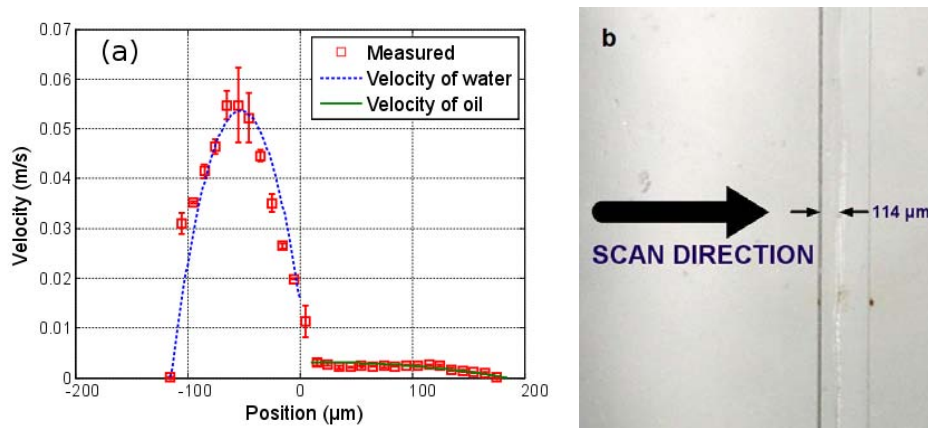 (a)
Measured
Velocity of water
Velocity of oil
0.07
0.06
0.05
0.04
0.03
0.02
0.01
0
Velocity (m/s)
-200
-100
0
100
200
Position (μm)
b
114 μm
SCAN DIRECTION